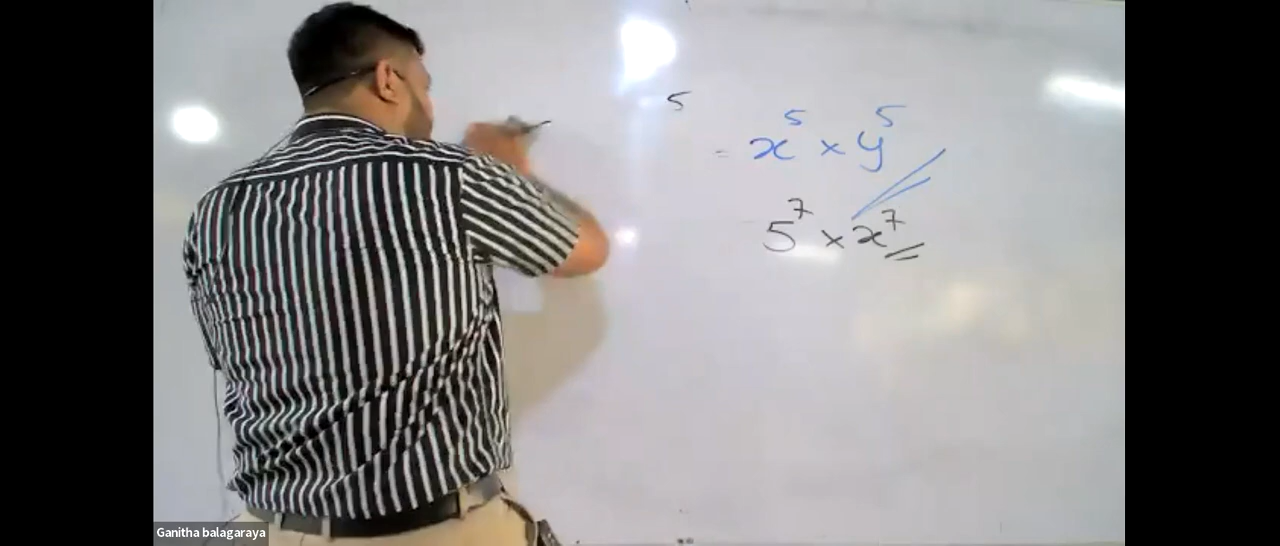 5 = x⁵ × y⁵
5⁷ × x⁷
Ganitha balagaraya